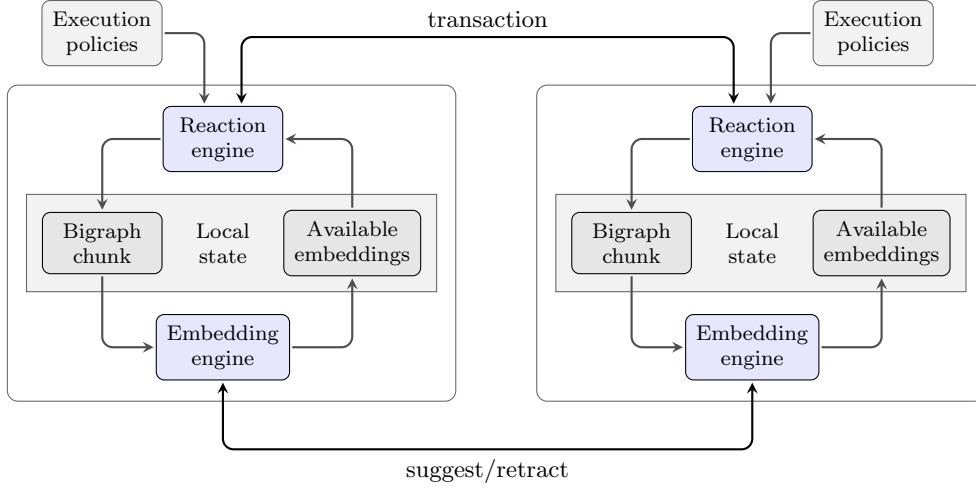 Execution
policies
transaction
Execution
policies
Reaction
engine
Bigraph
chunk
Local
state
Available
embeddings
Embedding
engine
Reaction
engine
Bigraph
chunk
Local
state
Available
embeddings
Embedding
engine
suggest/retract